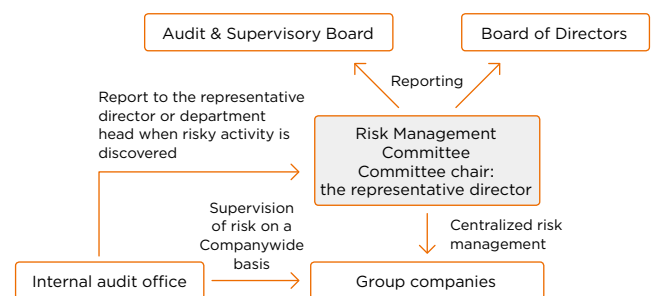 Audit & Supervisory Board
Board of Directors
Reporting
Report to the representative
director or department
head when risky activity is
discovered
Risk Management
Committee
Committee chair:
the representative director
Supervision
of risk on a
Companywide
basis
Centralized risk
management
Internal audit office
Group companies